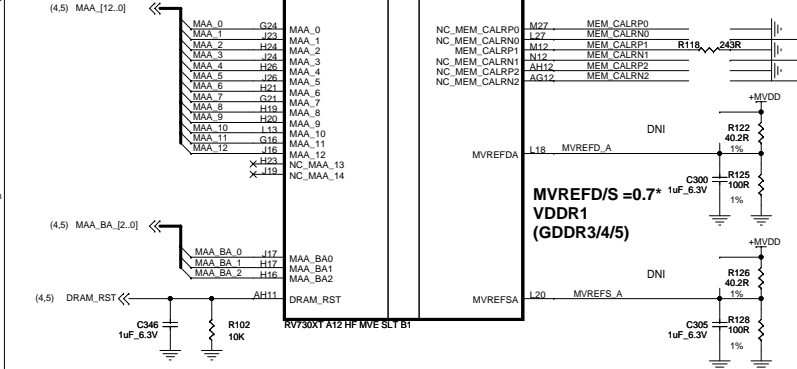 (4,5) MAA_[12..0]
MAA_0 G24 MAA_0
MAA_1 J23 MAA_1
MAA_2 H24 MAA_2
MAA_3 J24 MAA_3
MAA_4 H26 MAA_4
MAA_5 J26 MAA_5
MAA_6 H21 MAA_6
MAA_7 G21 MAA_7
MAA_8 H19 MAA_8
MAA_9 H20 MAA_9
MAA_10 L13 MAA_10
MAA_11 G16 MAA_11
MAA_12 J16 MAA_12
H23 NC_MAA_13
J19 NC_MAA_14
NC_MEM_CALRP0 M27 MEM_CALRP0
NC_MEM_CALRN0 L27 MEM_CALRN0
MEM_CALRP1 M12 MEM_CALRP1 R118 243R
NC_MEM_CALRN1 N12 MEM_CALRN1
NC_MEM_CALRP2 AH12 MEM_CALRP2
NC_MEM_CALRN2 AG12 MEM_CALRN2
+MVDD
DNI
R122
40.2R
1%
MVREFDA L18 MVREFD_A
C300
1uF_6.3V
R125
100R
1%
MVREFD/S =0.7*
VDDR1
(GDDR3/4/5)
(4,5) MAA_BA_[2..0]
MAA_BA_0 J17 MAA_BA0
MAA_BA_1 H17 MAA_BA1
MAA_BA_2 H16 MAA_BA2
+MVDD
DNI
R126
40.2R
1%
(4,5) DRAM_RST AH11 DRAM_RST
MVREFSA L20 MVREFS_A
C346
1uF_6.3V
R102
10K
C305
1uF_6.3V
R128
100R
1%
RV730XT A12 HF MVE SLT B1